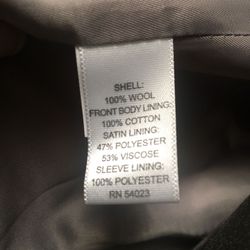 SHELL:
100% WOOL
FRONT BODY LINING:
100% COTTON
SATIN LINING:
47% POLYESTER
53% VISCOSE
SLEEVE LINING:
100% POLYESTER
RN 54023